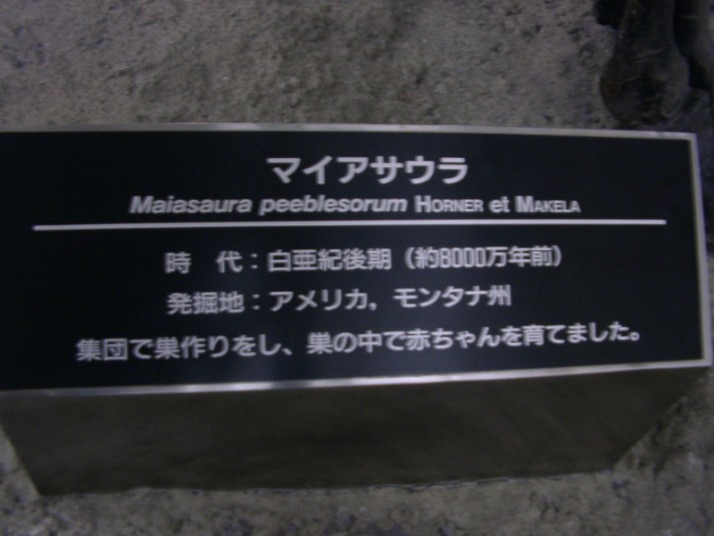 マイアサウラ
Maiasaura peeblesorum HORNER et MAKELA
時　代：白亜紀後期（約8000万年前）
発掘地：アメリカ，モンタナ州
集団で巣作りをし、巣の中で赤ちゃんを育てました。